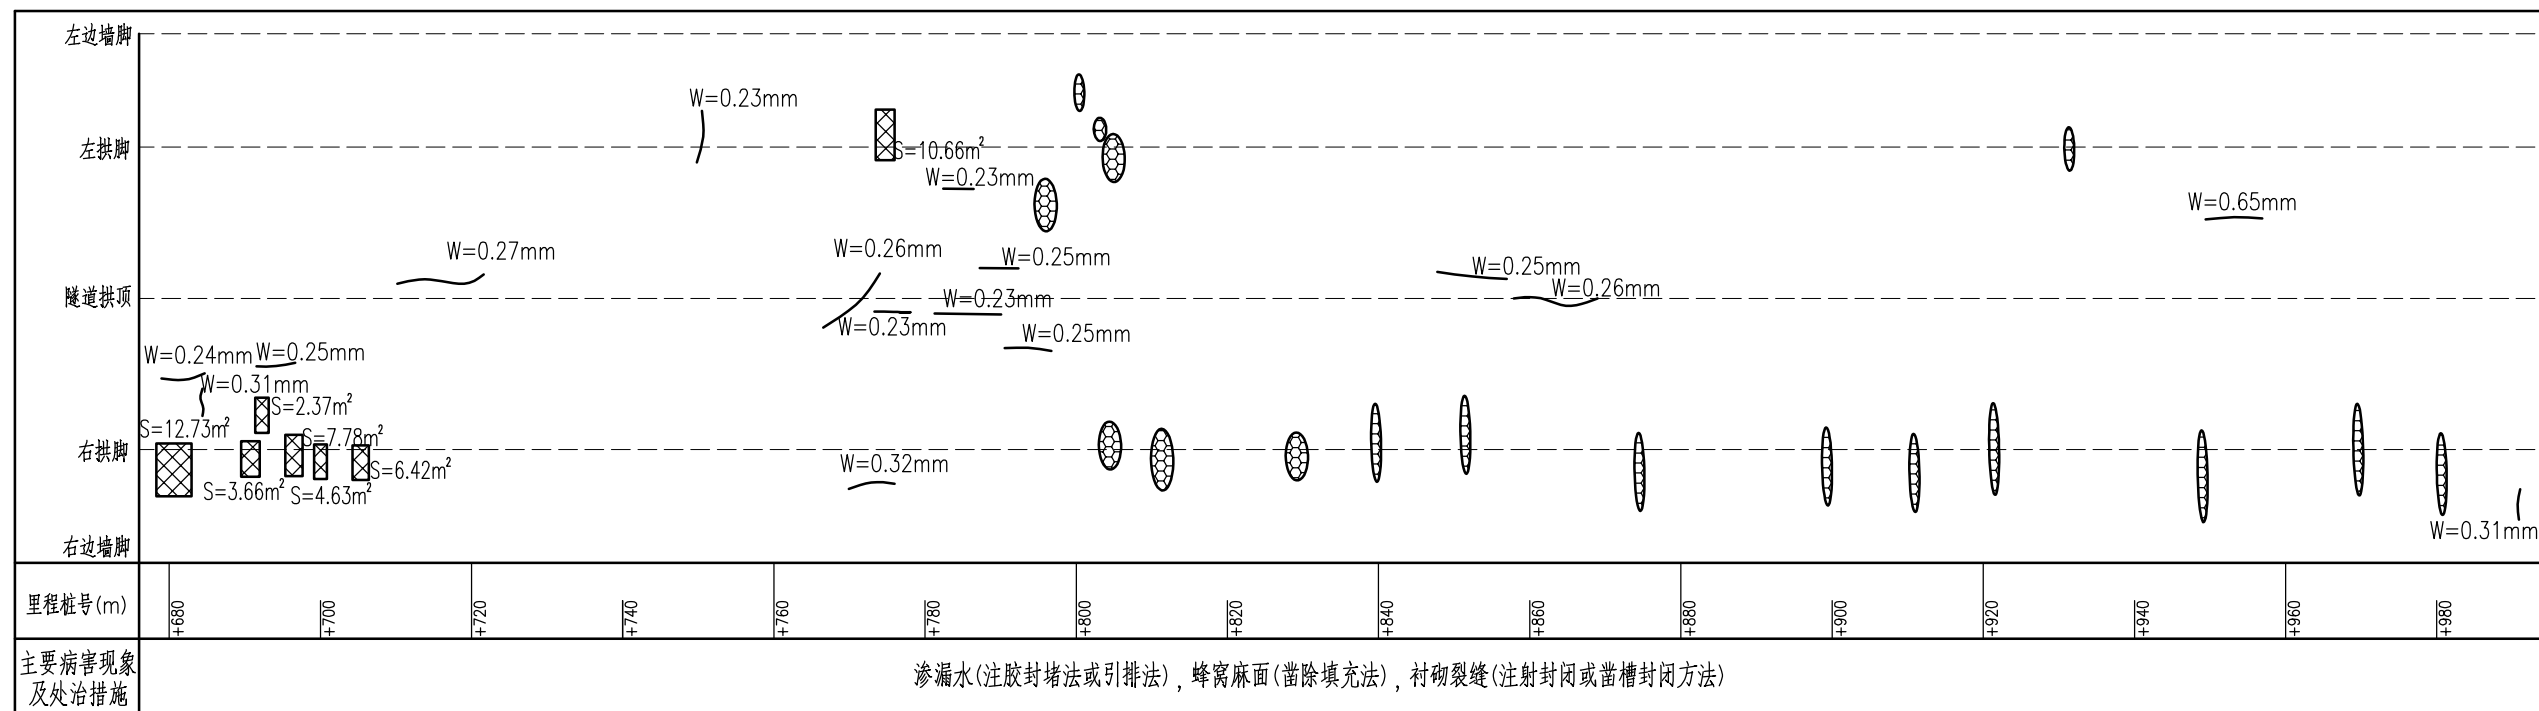 左边墙脚
W=0.23mm
左拱脚
S=10.66m²
W=0.23mm
W=0.65mm
W=0.27mm
W=0.26mm
W=0.25mm
W=0.25mm
隧道拱顶
W=0.23mm
W=0.26mm
W=0.23mm
W=0.25mm
W=0.24mm
W=0.25mm
W=0.31mm
S=2.37m²
S=12.73m²
S=7.78m²
右拱脚
S=6.42m²
W=0.32mm
S=3.66m²
S=4.63m²
W=0.31mm
右边墙脚
里程桩号(m)
+680
+700
+720
+740
+760
+780
+800
+820
+840
+860
+880
+900
+920
+940
+960
+980
主要病害现象
及处治措施
渗漏水(注胶封堵法或引排法), 蜂窝麻面(凿除填充法), 衬砌裂缝(注射封闭或凿槽封闭方法)